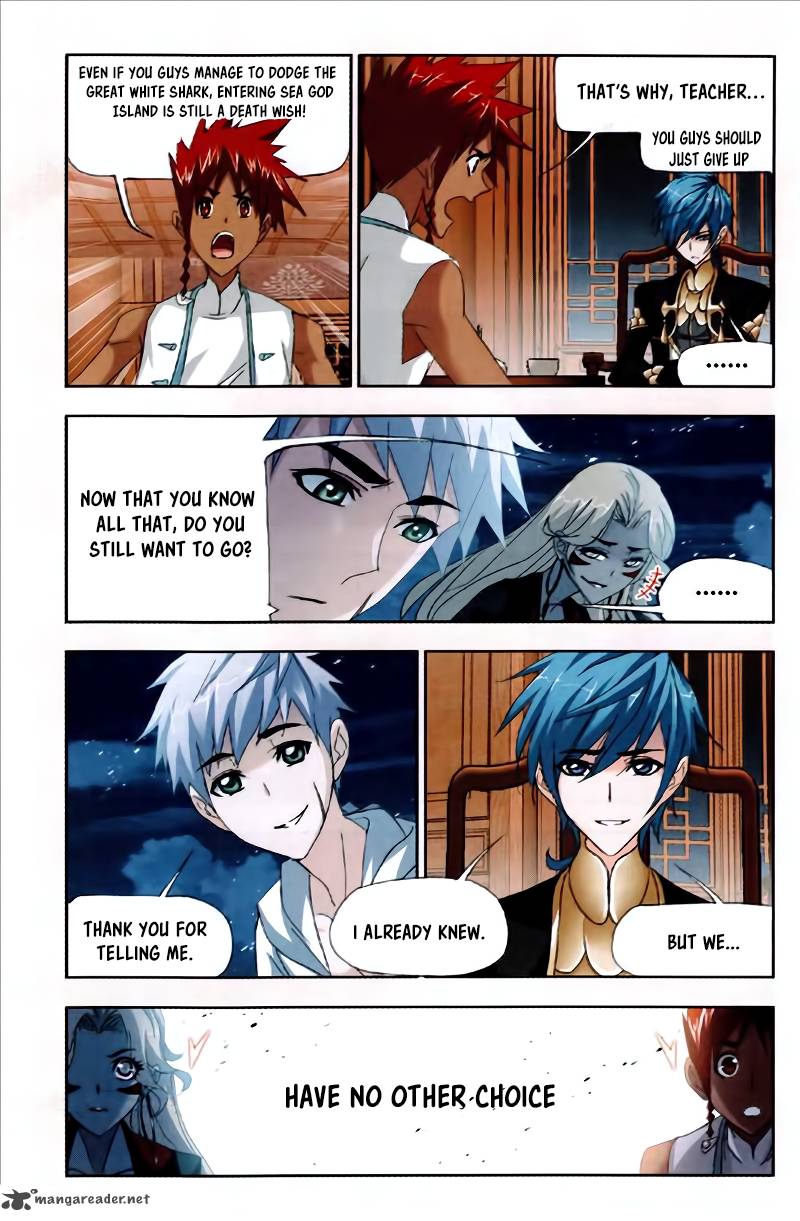 EVEN IF YOU GUYS MANAGE TO DODGE THE
GREAT WHITE SHARK, ENTERING SEA GOD
ISLAND IS STILL A DEATH WISH!
THAT'S WHY, TEACHER...
YOU GUYS SHOULD
JUST GIVE UP
......
NOW THAT YOU KNOW
ALL THAT, DO YOU
STILL WANT TO GO?
......
THANK YOU FOR
TELLING ME.
I ALREADY KNEW.
BUT WE...
HAVE NO OTHER CHOICE
mangareader.net